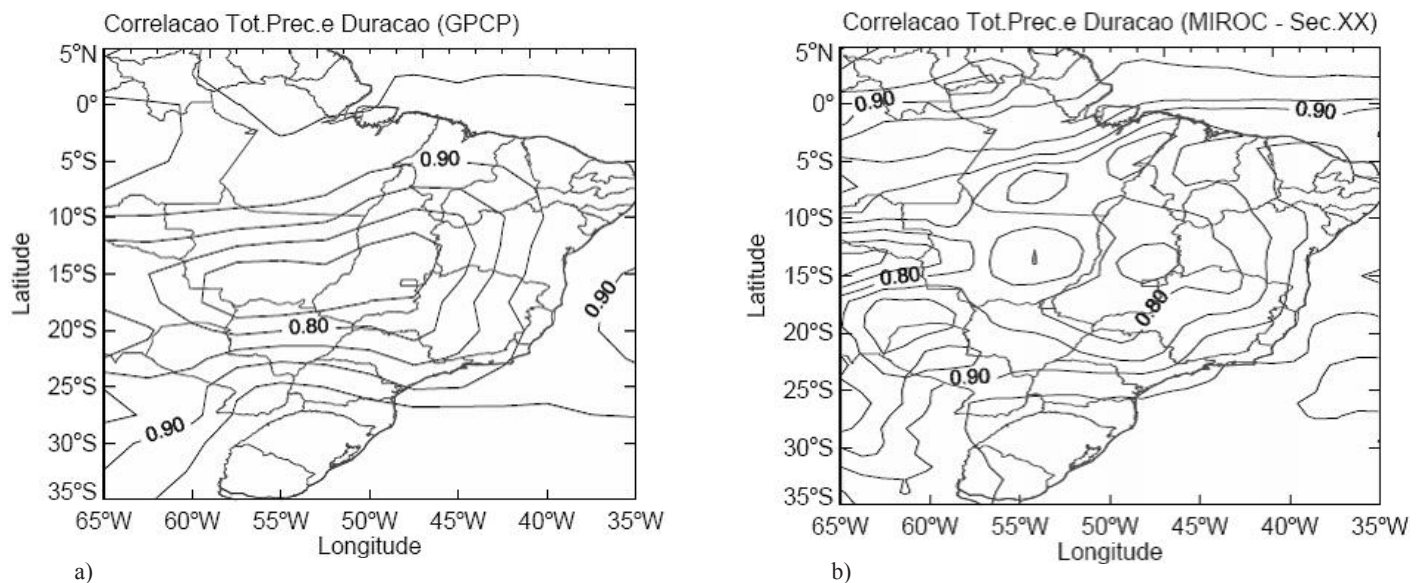 Correlacao Tot.Prec.e Duracao (GPCP)
5°N
0°
5°S
10°S
15°S
20°S
25°S
30°S
35°S
Latitude
0.90
0.80
0.90
0.90
65°W 60°W 55°W 50°W 45°W 40°W 35°W
Longitude
a)
Correlacao Tot.Prec.e Duracao (MIROC - Sec.XX)
5°N
0°
5°S
10°S
15°S
20°S
25°S
30°S
35°S
Latitude
0.90
0.90
0.80
0.80
0.90
65°W 60°W 55°W 50°W 45°W 40°W 35°W
Longitude
b)